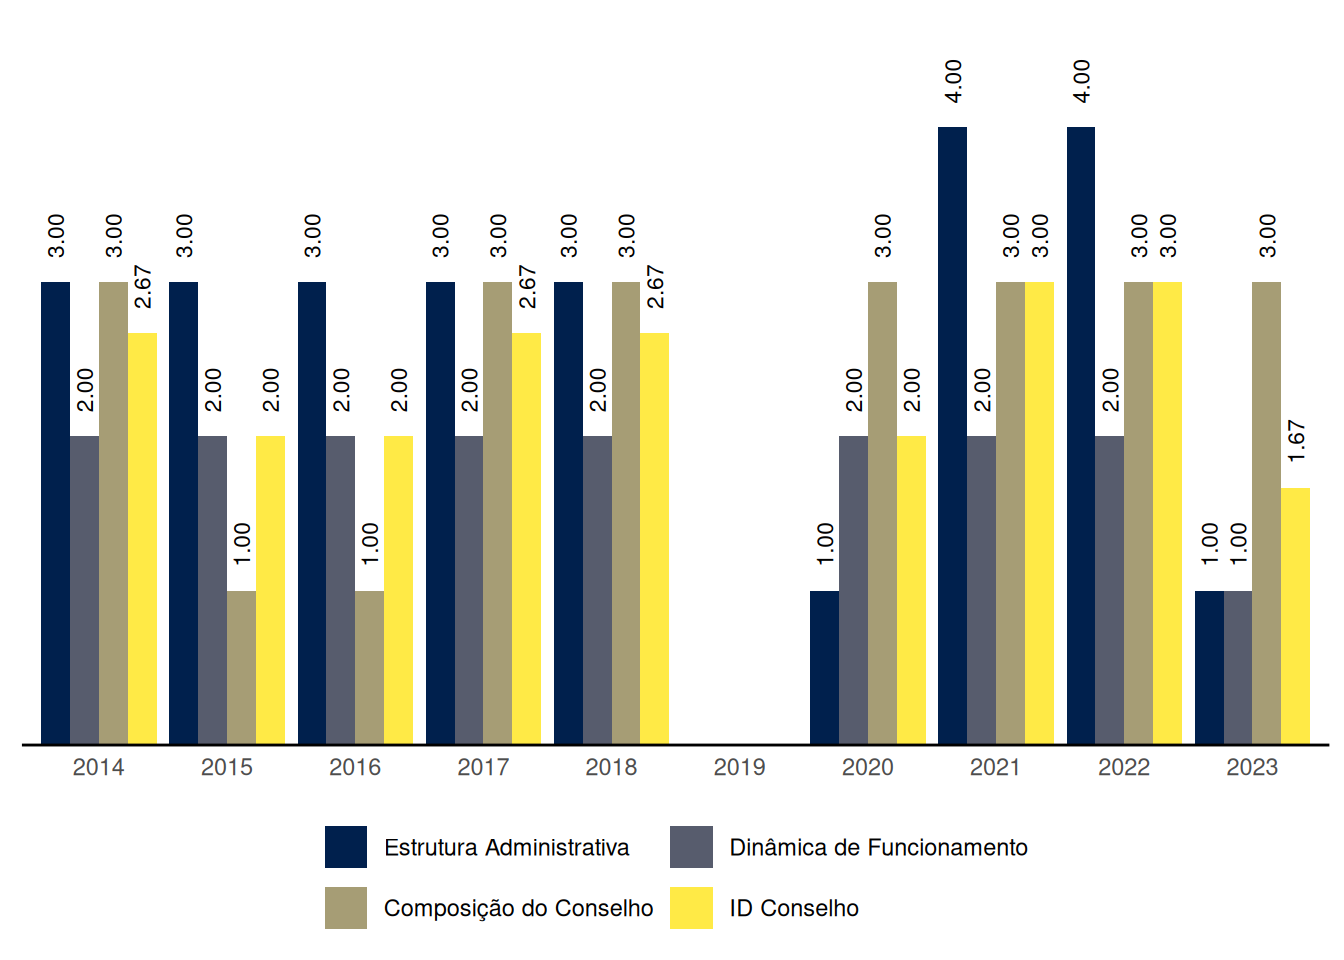 4.00 4.00
3.00 3.00 3.00 3.00 3.00 3.00 3.00 3.00 3.00 3.00 3.00 3.00 3.00
2.67 2.67 2.67
2.00 2.00 2.00 2.00 2.00 2.00 2.00 2.00 2.00 2.00 2.00
1.67
1.00 1.00 1.00 1.00 1.00
2014 2015 2016 2017 2018 2019 2020 2021 2022 2023
Estrutura Administrativa Dinâmica de Funcionamento
Composição do Conselho ID Conselho